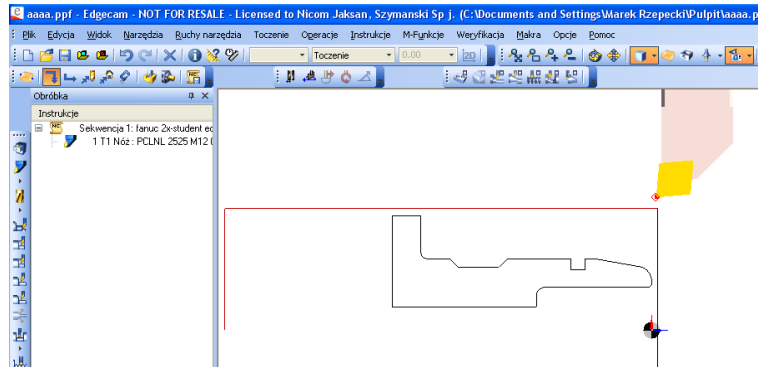 aaaa.ppf - Edgecam - NOT FOR RESALE - Licensed to Nicom Jaksan, Szymanski Sp j. (C:\Documents and Settings\Marek Rzepecki\Pulpit\aaaa.p
Plik Edycja Widok Narzędzia Ruchy narzędzia Toczenie Operacje Instrukcje M-Funkcje Weryfikacja Makra Opcje Pomoc
Toczenie 0.00 2D
Obróbka
Instrukcje
Sekwencja 1: fanuc 2x-student ec
1 T1 Nóż : PCLNL 2525 M12 (